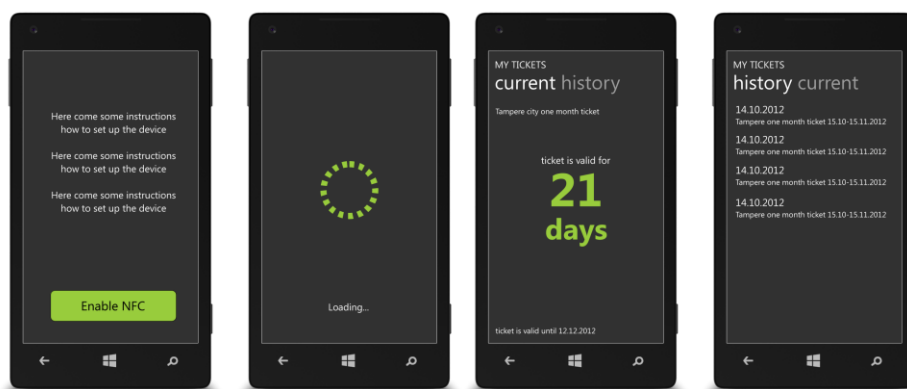 Here come some instructions
how to set up the device
Here come some instructions
how to set up the device
Here come some instructions
how to set up the device
Enable NFC
Loading...
MY TICKETS
current history
Tampere city one month ticket
ticket is valid for
21
days
ticket is valid until 12.12.2012
MY TICKETS
history current
14.10.2012
Tampere one month ticket 15.10-15.11.2012
14.10.2012
Tampere one month ticket 15.10-15.11.2012
14.10.2012
Tampere one month ticket 15.10-15.11.2012
14.10.2012
Tampere one month ticket 15.10-15.11.2012